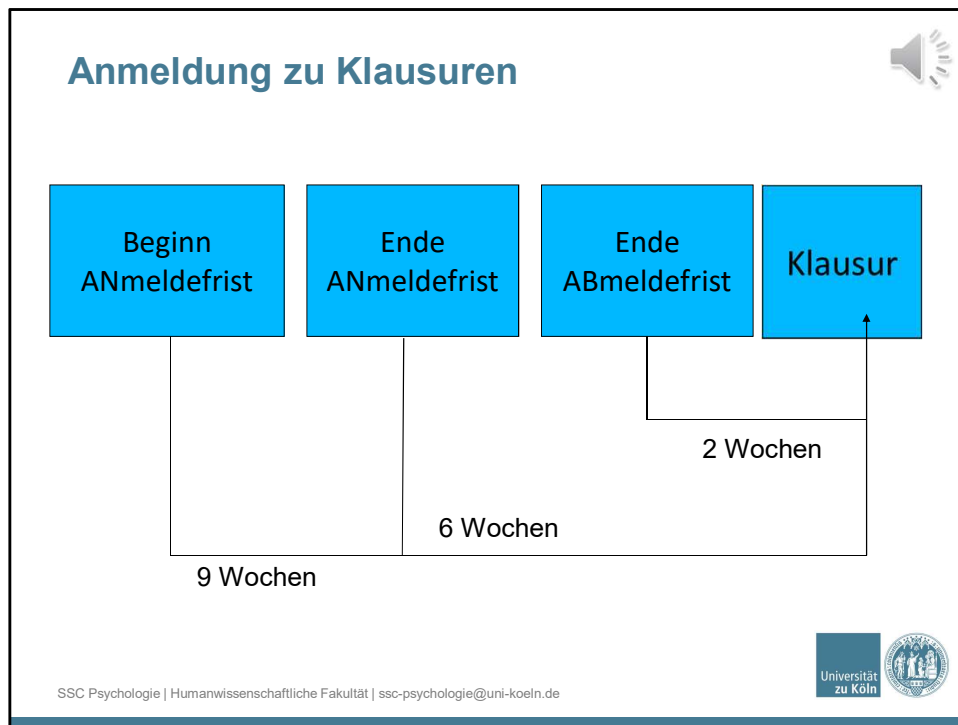 Anmeldung zu Klausuren
Beginn
ANmeldefrist
Ende
ANmeldefrist
Ende
ABmeldefrist
Klausur
2 Wochen
6 Wochen
9 Wochen
SSC Psychologie | Humanwissenschaftliche Fakultät | ssc-psychologie@uni-koeln.de
Universität
zu Köln